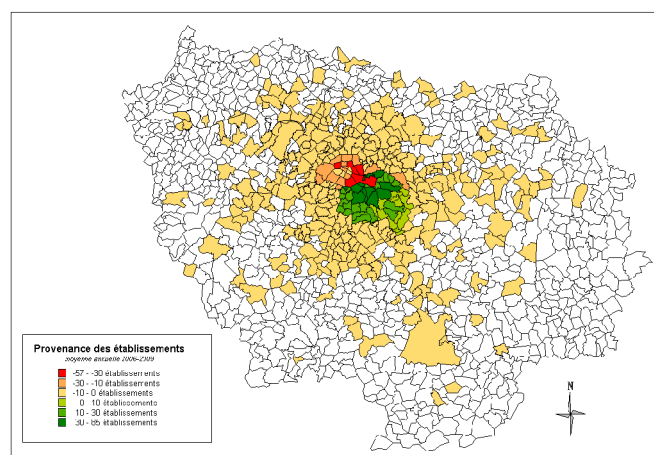 N
Provenance des établissements
moyenne annuelle 2006-2009
-57 - -30 établissements
-30 - -10 établissements
-10 - 0 établissements
0 - 10 établissements
10 - 30 établissements
30 - 85 établissements